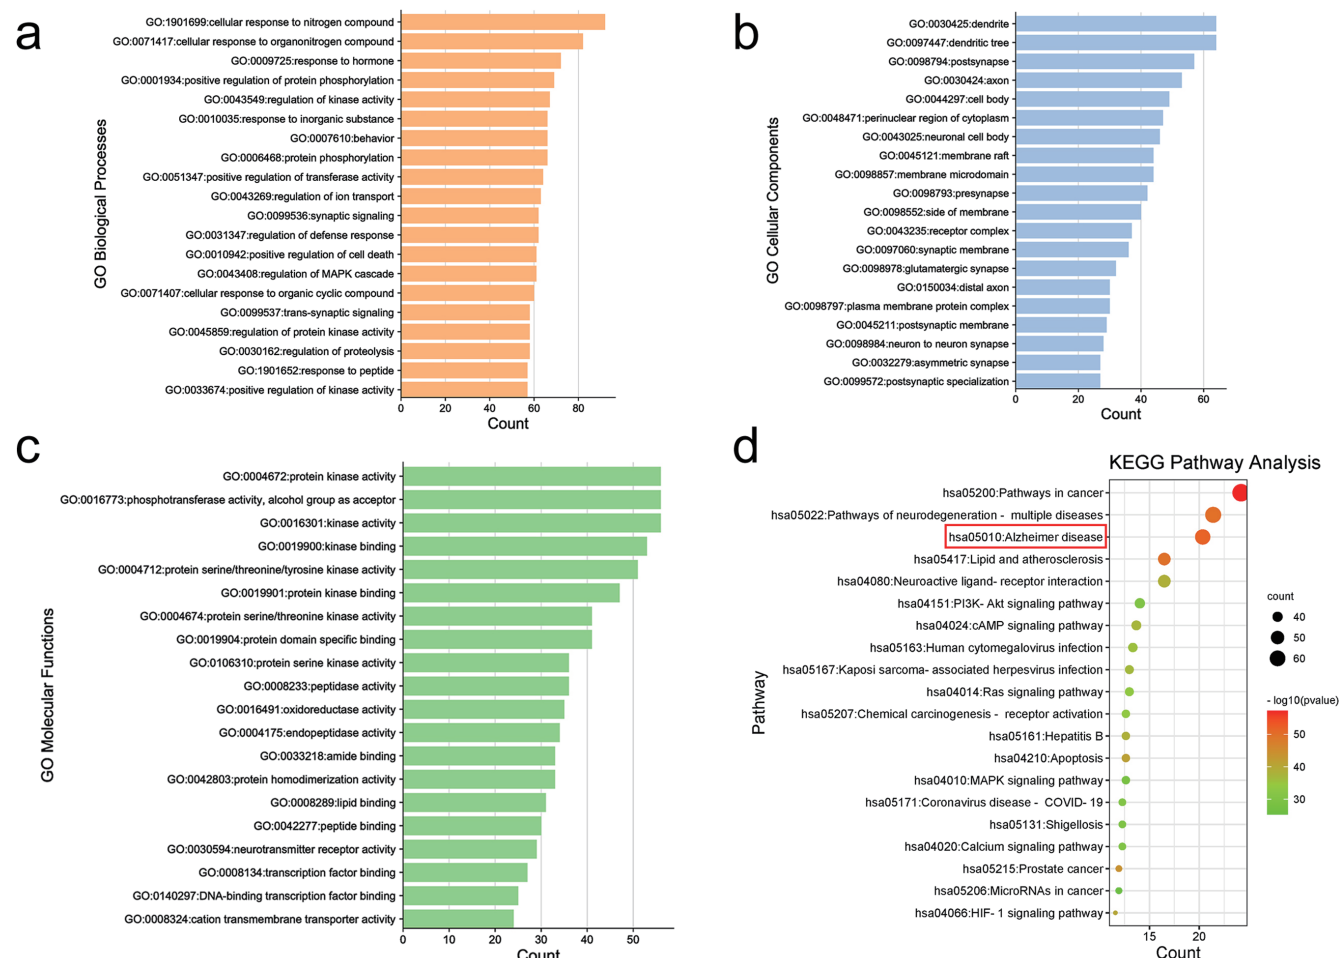 a
GO Biological Processes
GO:1901699:cellular response to nitrogen compound
GO:0071417:cellular response to organonitrogen compound
GO:0009725:response to hormone
GO:0001934:positive regulation of protein phosphorylation
GO:0043549:regulation of kinase activity
GO:0010035:response to inorganic substance
GO:0007610:behavior
GO:0006468:protein phosphorylation
GO:0051347:positive regulation of transferase activity
GO:0043269:regulation of ion transport
GO:0099536:synaptic signaling
GO:0031347:regulation of defense response
GO:0010942:positive regulation of cell death
GO:0043408:regulation of MAPK cascade
GO:0071407:cellular response to organic cyclic compound
GO:0099537:trans-synaptic signaling
GO:0045859:regulation of protein kinase activity
GO:0030162:regulation of proteolysis
GO:1901652:response to peptide
GO:0033674:positive regulation of kinase activity
0 20 40 60 80
Count
b
GO Cellular Components
GO:0030425:dendrite
GO:0097447:dendritic tree
GO:0098794:postsynapse
GO:0030424:axon
GO:0044297:cell body
GO:0048471:perinuclear region of cytoplasm
GO:0043025:neuronal cell body
GO:0045121:membrane raft
GO:0098857:membrane microdomain
GO:0098793:presynapse
GO:0098552:side of membrane
GO:0043235:receptor complex
GO:0097060:synaptic membrane
GO:0098978:glutamatergic synapse
GO:0150034:distal axon
GO:0098797:plasma membrane protein complex
GO:0045211:postsynaptic membrane
GO:0098984:neuron to neuron synapse
GO:0032279:asymmetric synapse
GO:0099572:postsynaptic specialization
0 20 40 60
Count
c
GO Molecular Functions
GO:0004672:protein kinase activity
GO:0016773:phosphotransferase activity, alcohol group as acceptor
GO:0016301:kinase activity
GO:0019900:kinase binding
GO:0004712:protein serine/threonine/tyrosine kinase activity
GO:0019901:protein kinase binding
GO:0004674:protein serine/threonine kinase activity
GO:0019904:protein domain specific binding
GO:0106310:protein serine kinase activity
GO:0008233:peptidase activity
GO:0016491:oxidoreductase activity
GO:0004175:endopeptidase activity
GO:0033218:amide binding
GO:0042803:protein homodimerization activity
GO:0008289:lipid binding
GO:0042277:peptide binding
GO:0030594:neurotransmitter receptor activity
GO:0008134:transcription factor binding
GO:0140297:DNA-binding transcription factor binding
GO:0008324:cation transmembrane transporter activity
0 10 20 30 40 50
Count
d
KEGG Pathway Analysis
Pathway
hsa05200:Pathways in cancer
hsa05022:Pathways of neurodegeneration - multiple diseases
hsa05010:Alzheimer disease
hsa05417:Lipid and atherosclerosis
hsa04080:Neuroactive ligand- receptor interaction
hsa04151:PI3K- Akt signaling pathway
hsa04024:cAMP signaling pathway
hsa05163:Human cytomegalovirus infection
hsa05167:Kaposi sarcoma- associated herpesvirus infection
hsa04014:Ras signaling pathway
hsa05207:Chemical carcinogenesis - receptor activation
hsa05161:Hepatitis B
hsa04210:Apoptosis
hsa04010:MAPK signaling pathway
hsa05171:Coronavirus disease - COVID- 19
hsa05131:Shigellosis
hsa04020:Calcium signaling pathway
hsa05215:Prostate cancer
hsa05206:MicroRNAs in cancer
hsa04066:HIF- 1 signaling pathway
15 20
Count
count
40
50
60
- log10(pvalue)
50
40
30